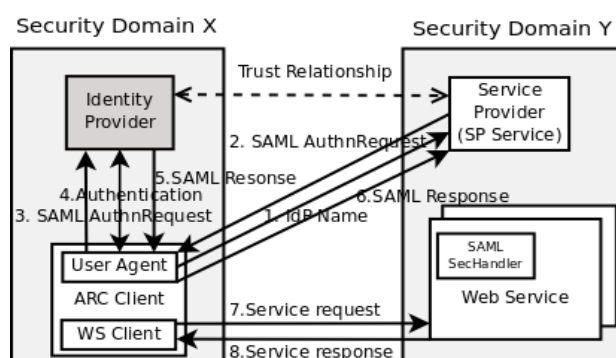 Security Domain X
Security Domain Y
Trust Relationship
Identity
Provider
Service
Provider
(SP Service)
2. SAML AuthnRequest
5.SAML Resonse
4.Authentication
6.SAML Response
3. SAML AuthnRequest
1. IdP Name
User Agent
ARC Client
WS Client
SAML
SecHandler
Web Service
7.Service request
8.Service response